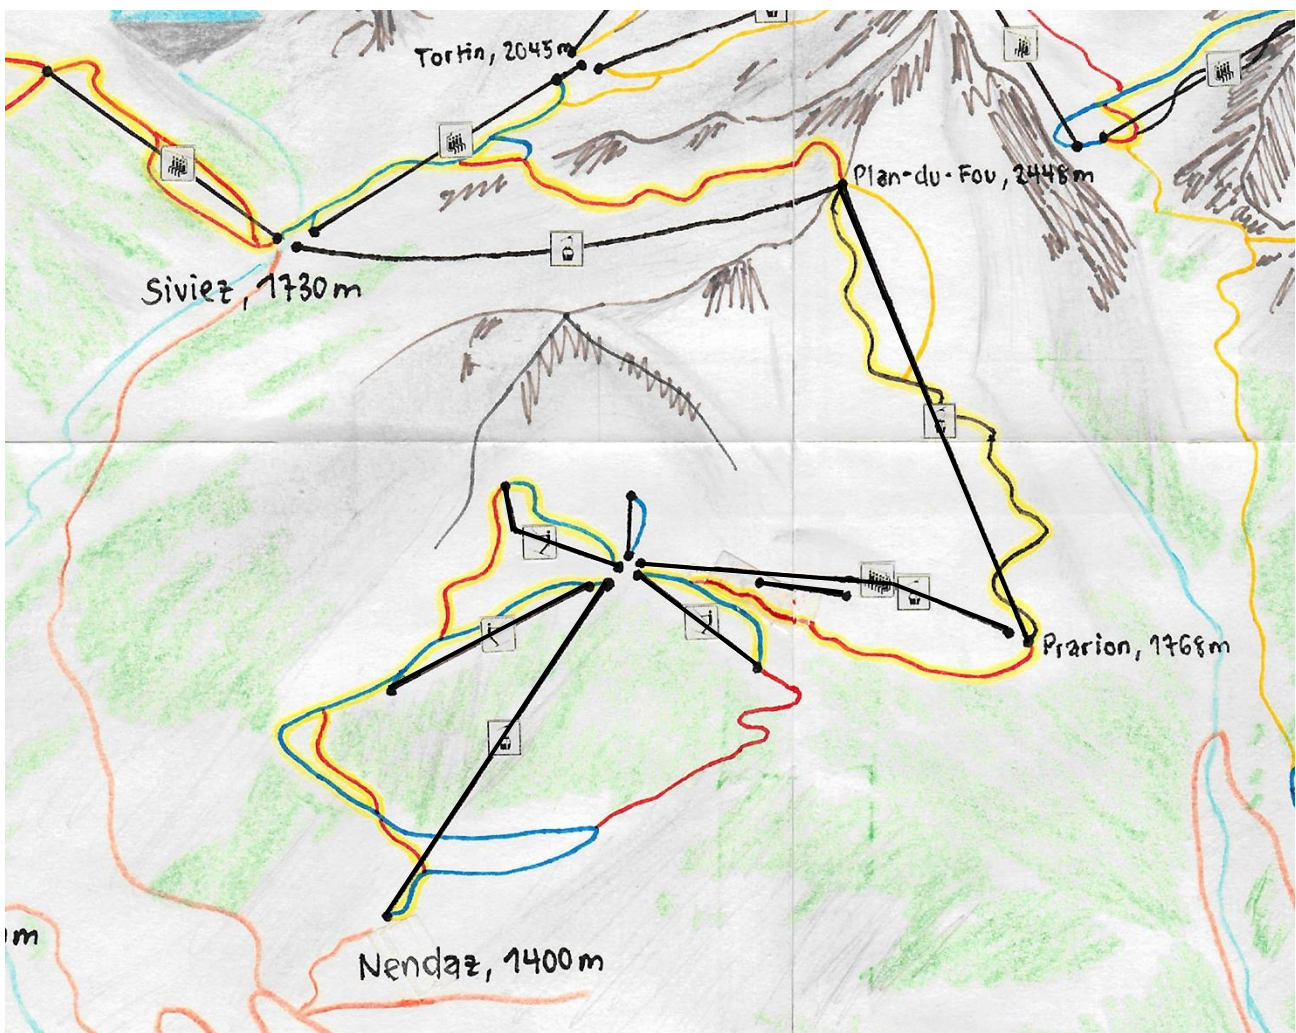 Tortin, 2045m
Plan-du-Fou, 2448m
Siviez, 1730m
Prarion, 1768m
m
Nendaz, 1400m